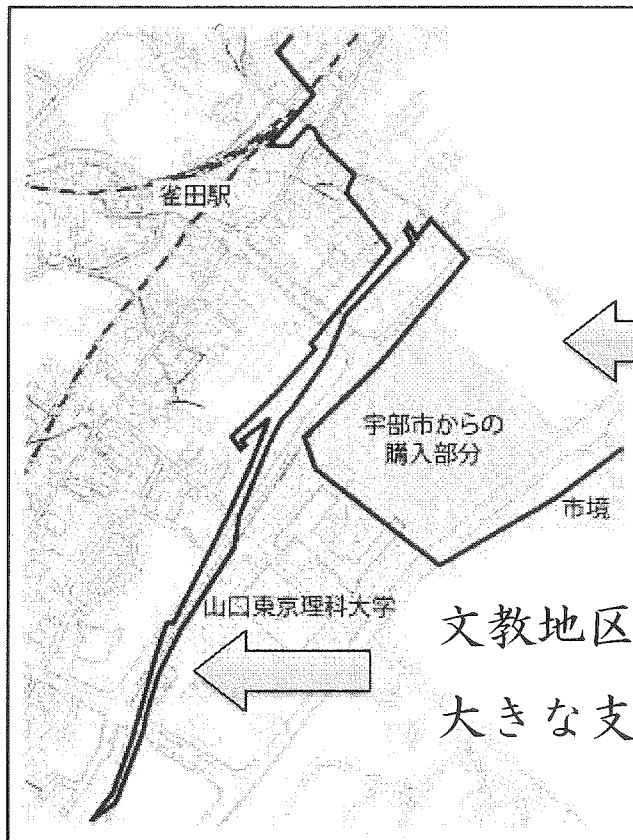 雀田駅
宇部市からの
購入部分
市境
山口東京理科大学
文教地区
大きな支